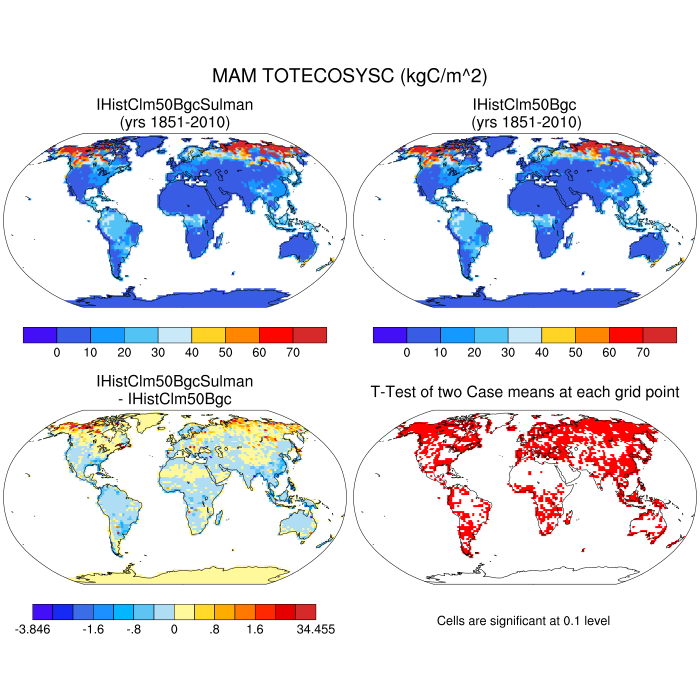 MAM TOTECOSYSC (kgC/m^2)
IHistClm50BgcSulman
(yrs 1851-2010)
IHistClm50Bgc
(yrs 1851-2010)
0 10 20 30 40 50 60 70
0 10 20 30 40 50 60 70
IHistClm50BgcSulman
- IHistClm50Bgc
T-Test of two Case means at each grid point
-3.846 -1.6 -.8 0 .8 1.6 34.455
Cells are significant at 0.1 level